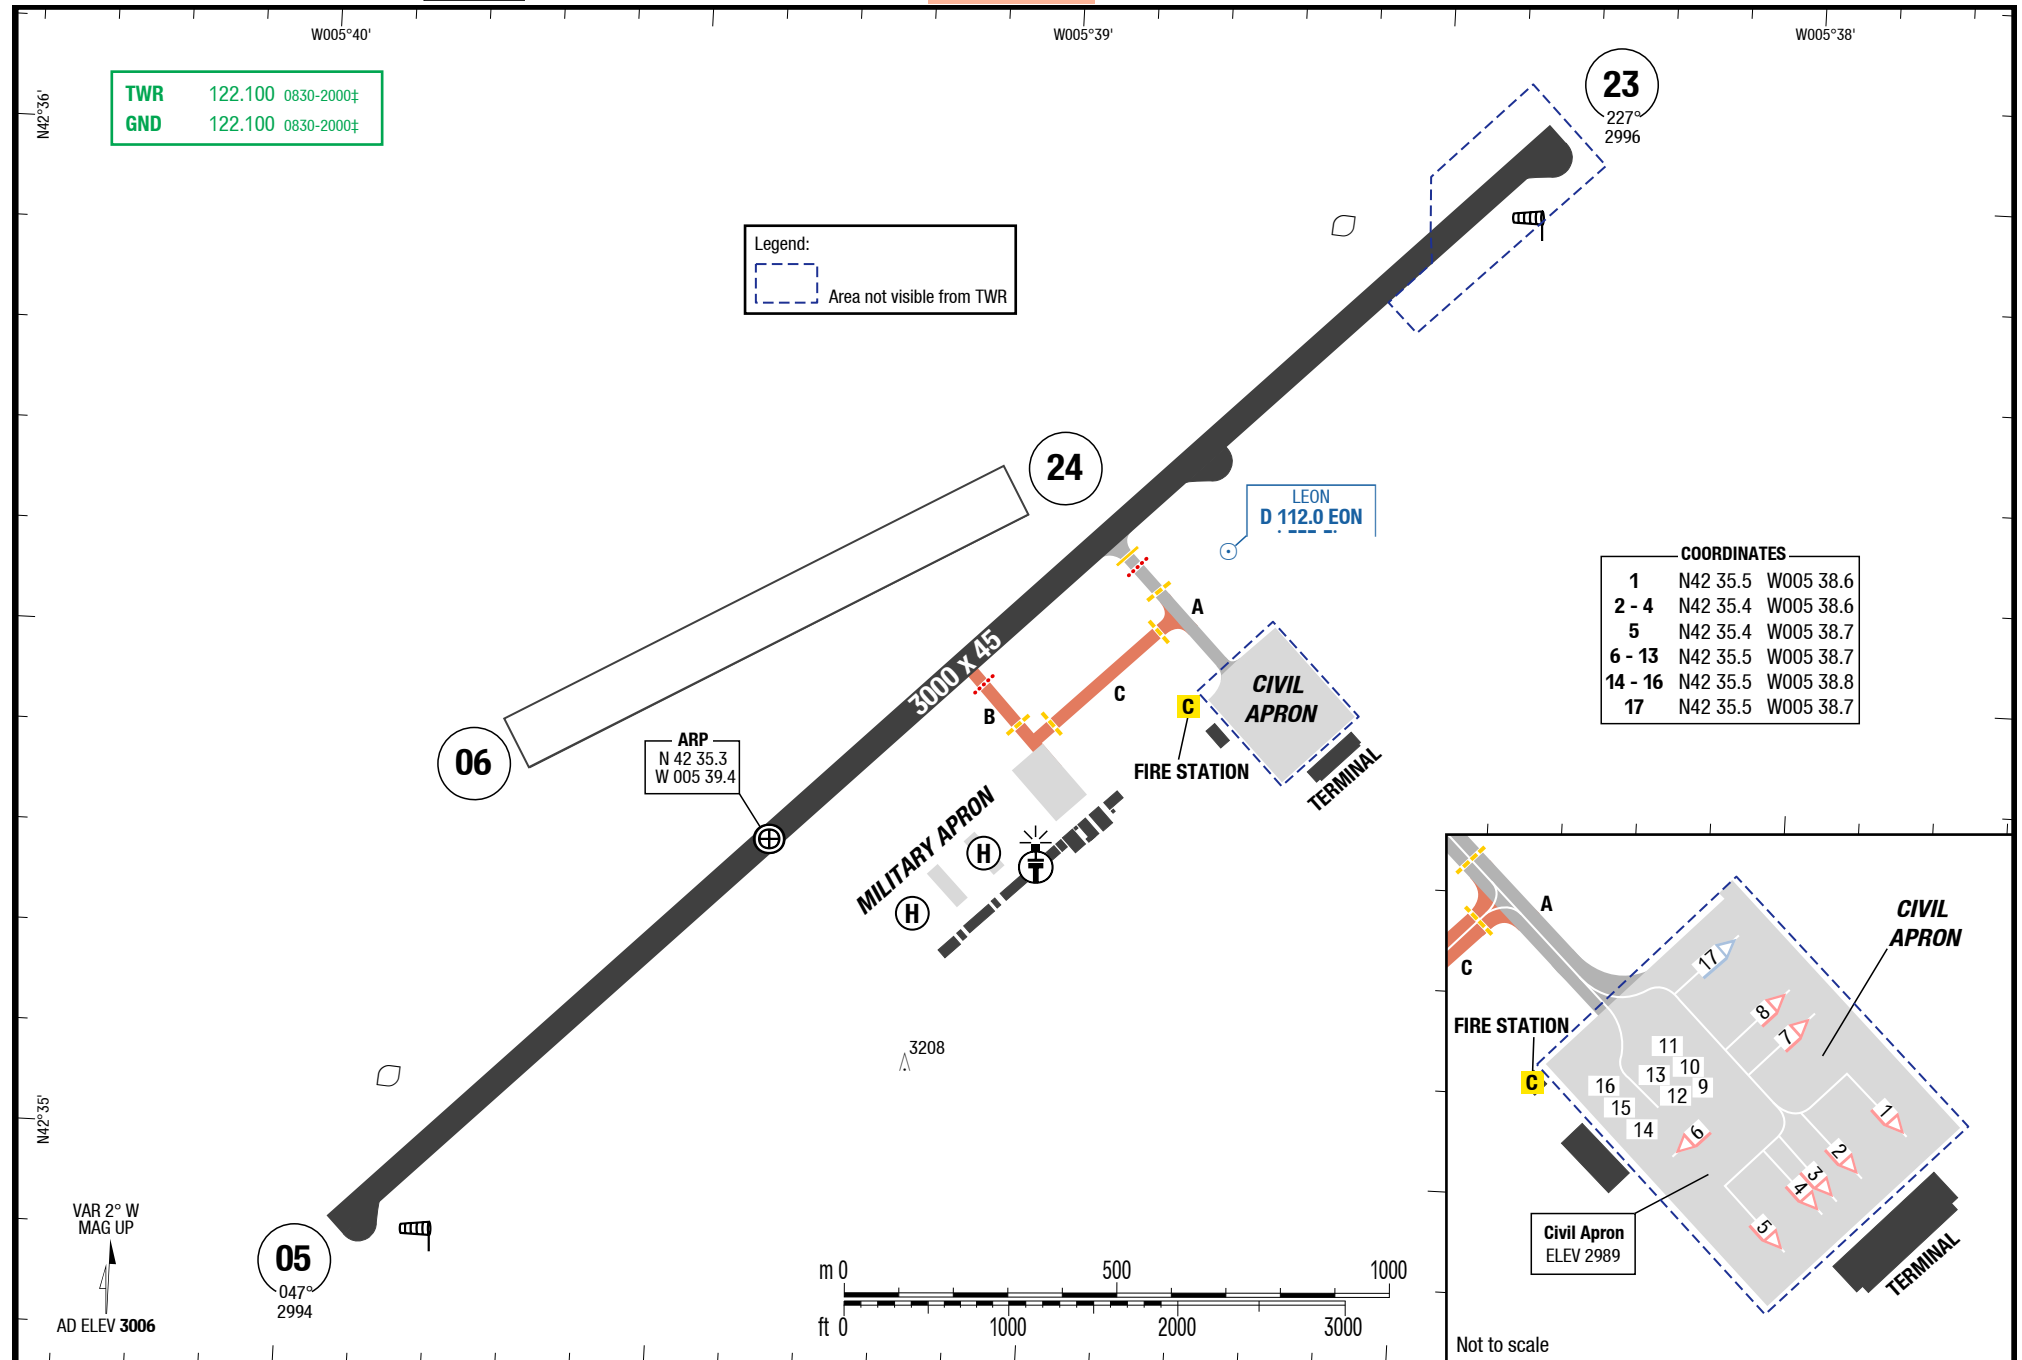 W005°40'
W005°39'
W005°38'
N42°36'
TWR 122.100 0830-2000‡
GND 122.100 0830-2000‡
23
227°
2996
Legend:
Area not visible from TWR
24
LEON
D 112.0 EON
COORDINATES
1 N42 35.5 W005 38.6
2 - 4 N42 35.4 W005 38.6
5 N42 35.4 W005 38.7
6 - 13 N42 35.5 W005 38.7
14 - 16 N42 35.5 W005 38.8
17 N42 35.5 W005 38.7
A
3000 x 45
C
B
CIVIL
APRON
C
FIRE STATION
TERMINAL
06
ARP
N 42 35.3
W 005 39.4
MILITARY APRON
H
H
3208
N42°35'
VAR 2° W
MAG UP
AD ELEV 3006
05
047°
2994
m 0 500 1000
ft 0 1000 2000 3000
A
C
CIVIL
APRON
17
8
7
FIRE STATION
C
11
10
13
9
16
12
15
14
6
1
2
3
4
5
Civil Apron
ELEV 2989
TERMINAL
Not to scale